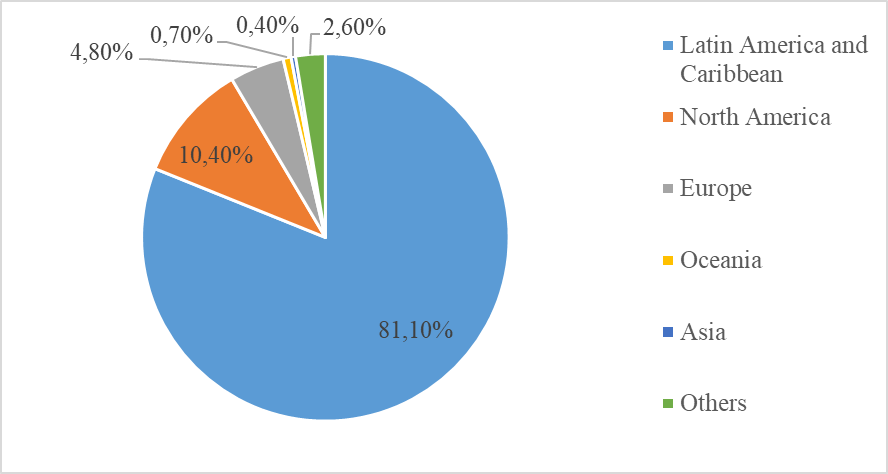 0,40%
2,60%
0,70%
4,80%
10,40%
81,10%
Latin America and
Caribbean
North America
Europe
Oceania
Asia
Others